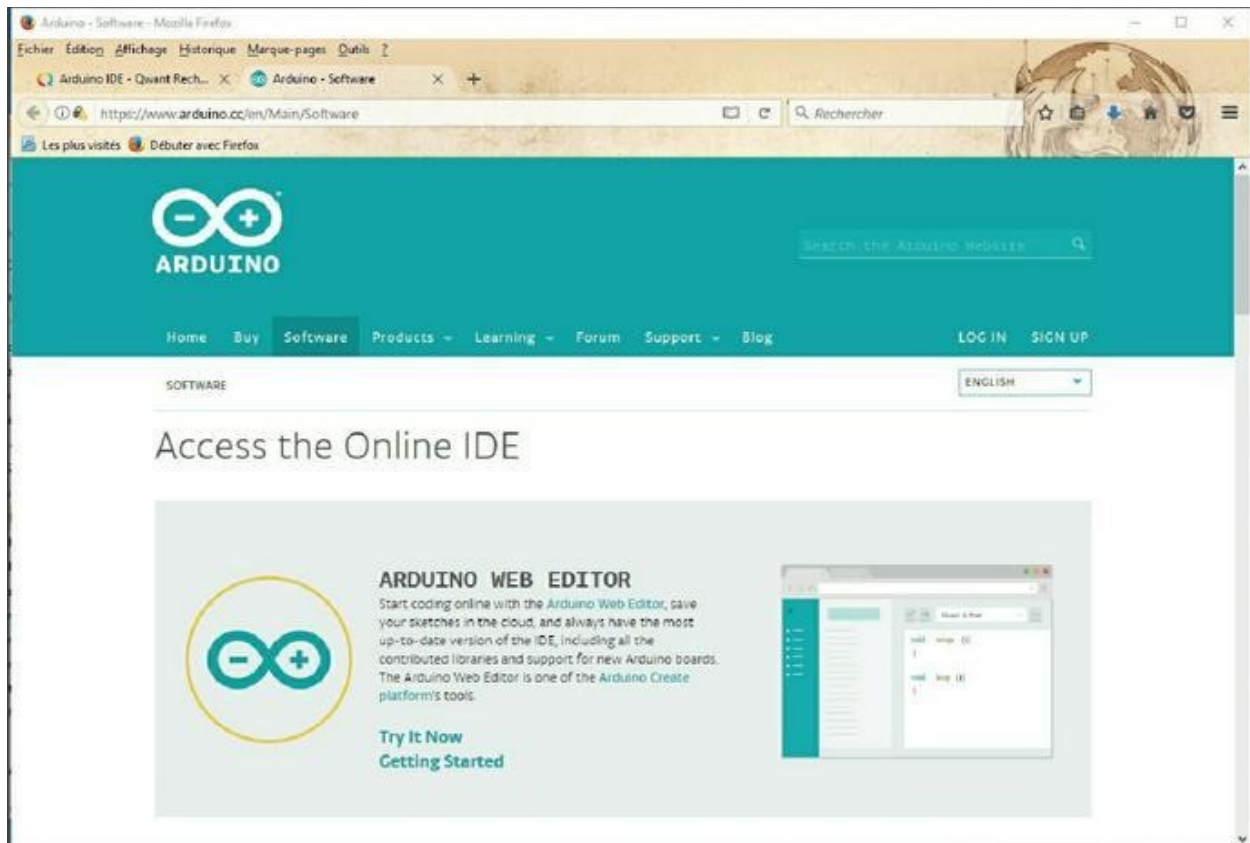 Arduino - Software - Mozilla Firefox
Fichier Édition Affichage Historique Marque-pages Outils ?
Arduino IDE - Qwant Rech... Arduino - Software
https://www.arduino.cc/en/Main/Software Rechercher
Les plus visités Débuter avec Firefox
ARDUINO
Search the Arduino Website
Home Buy Software Products Learning Forum Support Blog LOG IN SIGN UP
SOFTWARE ENGLISH
Access the Online IDE
ARDUINO WEB EDITOR
Start coding online with the Arduino Web Editor, save
your sketches in the cloud, and always have the most
up-to-date version of the IDE, including all the
contributed libraries and support for new Arduino boards.
The Arduino Web Editor is one of the Arduino Create
platform's tools.
Try It Now
Getting Started
void setup () {
}
void loop () {
}